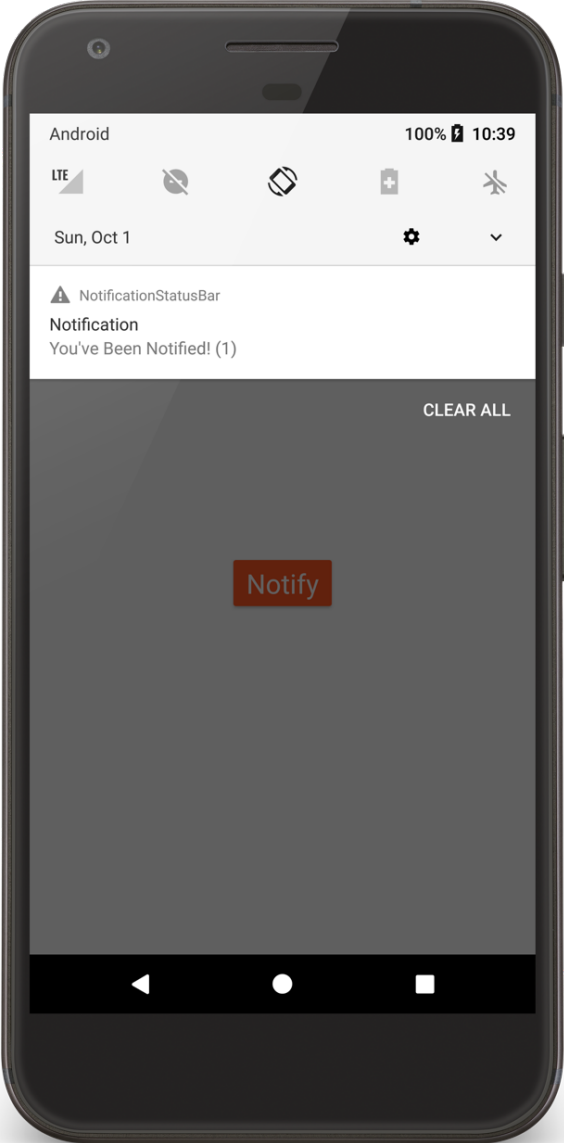 Android 100% 10:39
LTE
Sun, Oct 1
NotificationStatusBar
Notification
You've Been Notified! (1)
CLEAR ALL
Notify